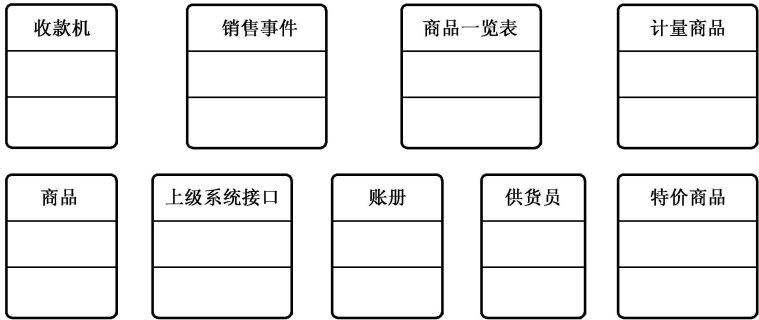 收款机
销售事件
商品一览表
计量商品
商品
上级系统接口
账册
供货员
特价商品